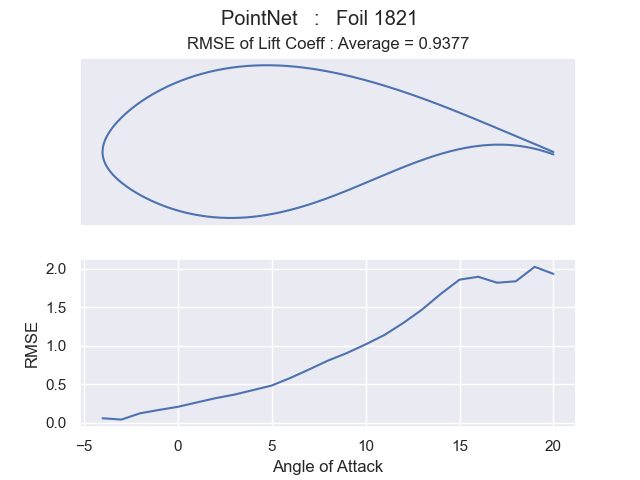 PointNet : Foil 1821
RMSE of Lift Coeff : Average = 0.9377
2.0
1.5
1.0
0.5
0.0
RMSE
−5 0 5 10 15 20
Angle of Attack